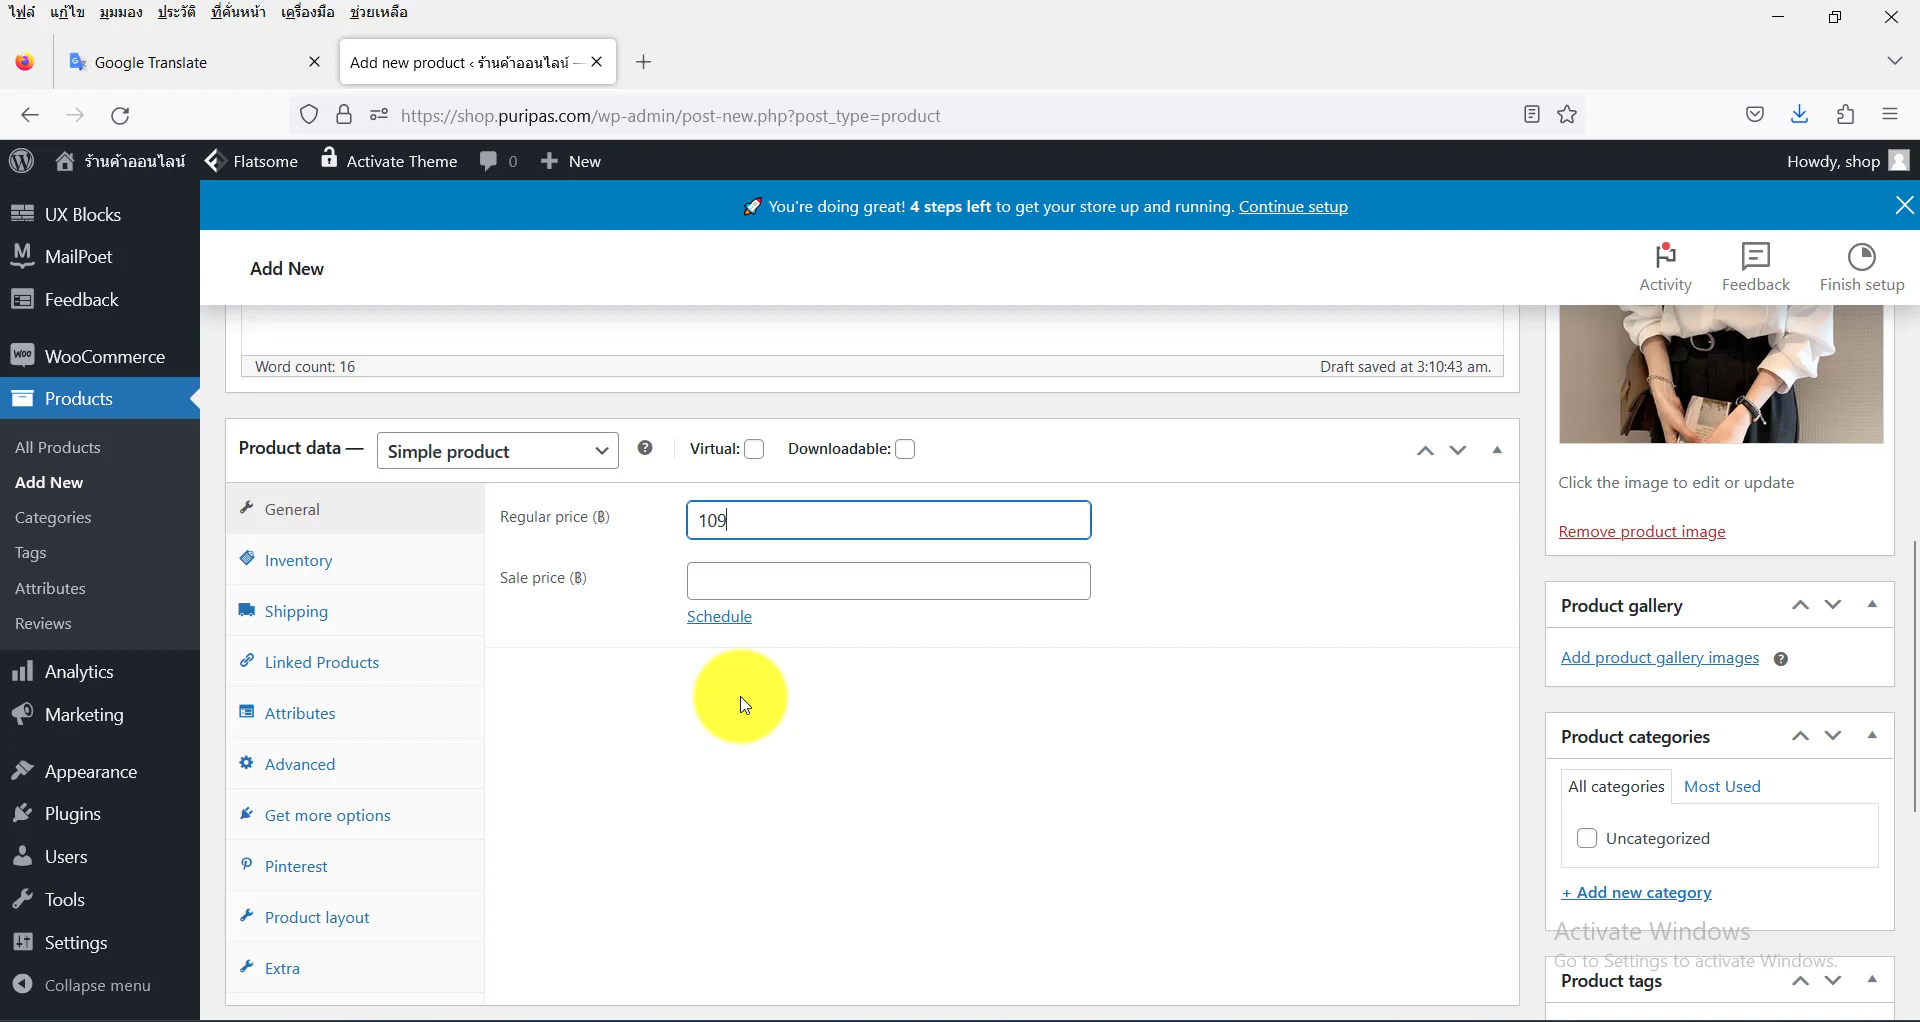 ไฟล์ แก้ไข มุมมอง ประวัติ ที่คั่นหน้า เครื่องมือ ช่วยเหลือ
Google Translate
Add new product ‹ ร้านค้าออนไลน์ —
https://shop.puripas.com/wp-admin/post-new.php?post_type=product
ร้านค้าออนไลน์ Flatsome Activate Theme 0 New
Howdy, shop
UX Blocks
MailPoet
Feedback
WooCommerce
Products
All Products
Add New
Categories
Tags
Attributes
Reviews
Analytics
Marketing
Appearance
Plugins
Users
Tools
Settings
Collapse menu
🚀 You're doing great! 4 steps left to get your store up and running. Continue setup
Add New
Activity
Feedback
Finish setup
Word count: 16
Draft saved at 3:10:43 am.
Product data — Simple product
Virtual:
Downloadable:
General
Inventory
Shipping
Linked Products
Attributes
Advanced
Get more options
Pinterest
Product layout
Extra
Regular price (฿)
109
Sale price (฿)
Schedule
Click the image to edit or update
Remove product image
Product gallery
Add product gallery images
Product categories
All categories
Most Used
Uncategorized
+ Add new category
Activate Windows
Go to Settings to activate Windows.
Product tags